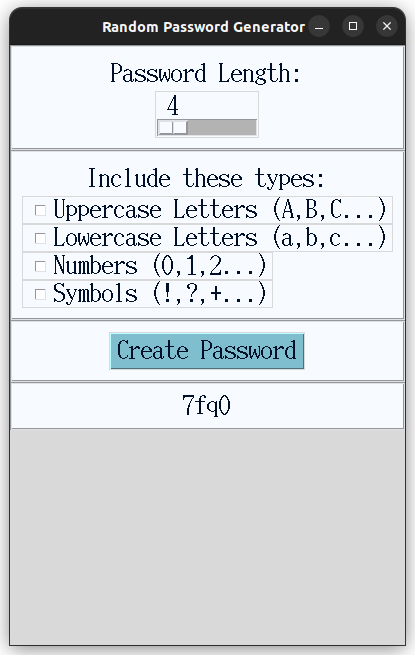 Random Password Generator
Password Length:
4
Include these types:
Uppercase Letters (A,B,C...)
Lowercase Letters (a,b,c...)
Numbers (0,1,2...)
Symbols (!,?,+...)
Create Password
7fq0